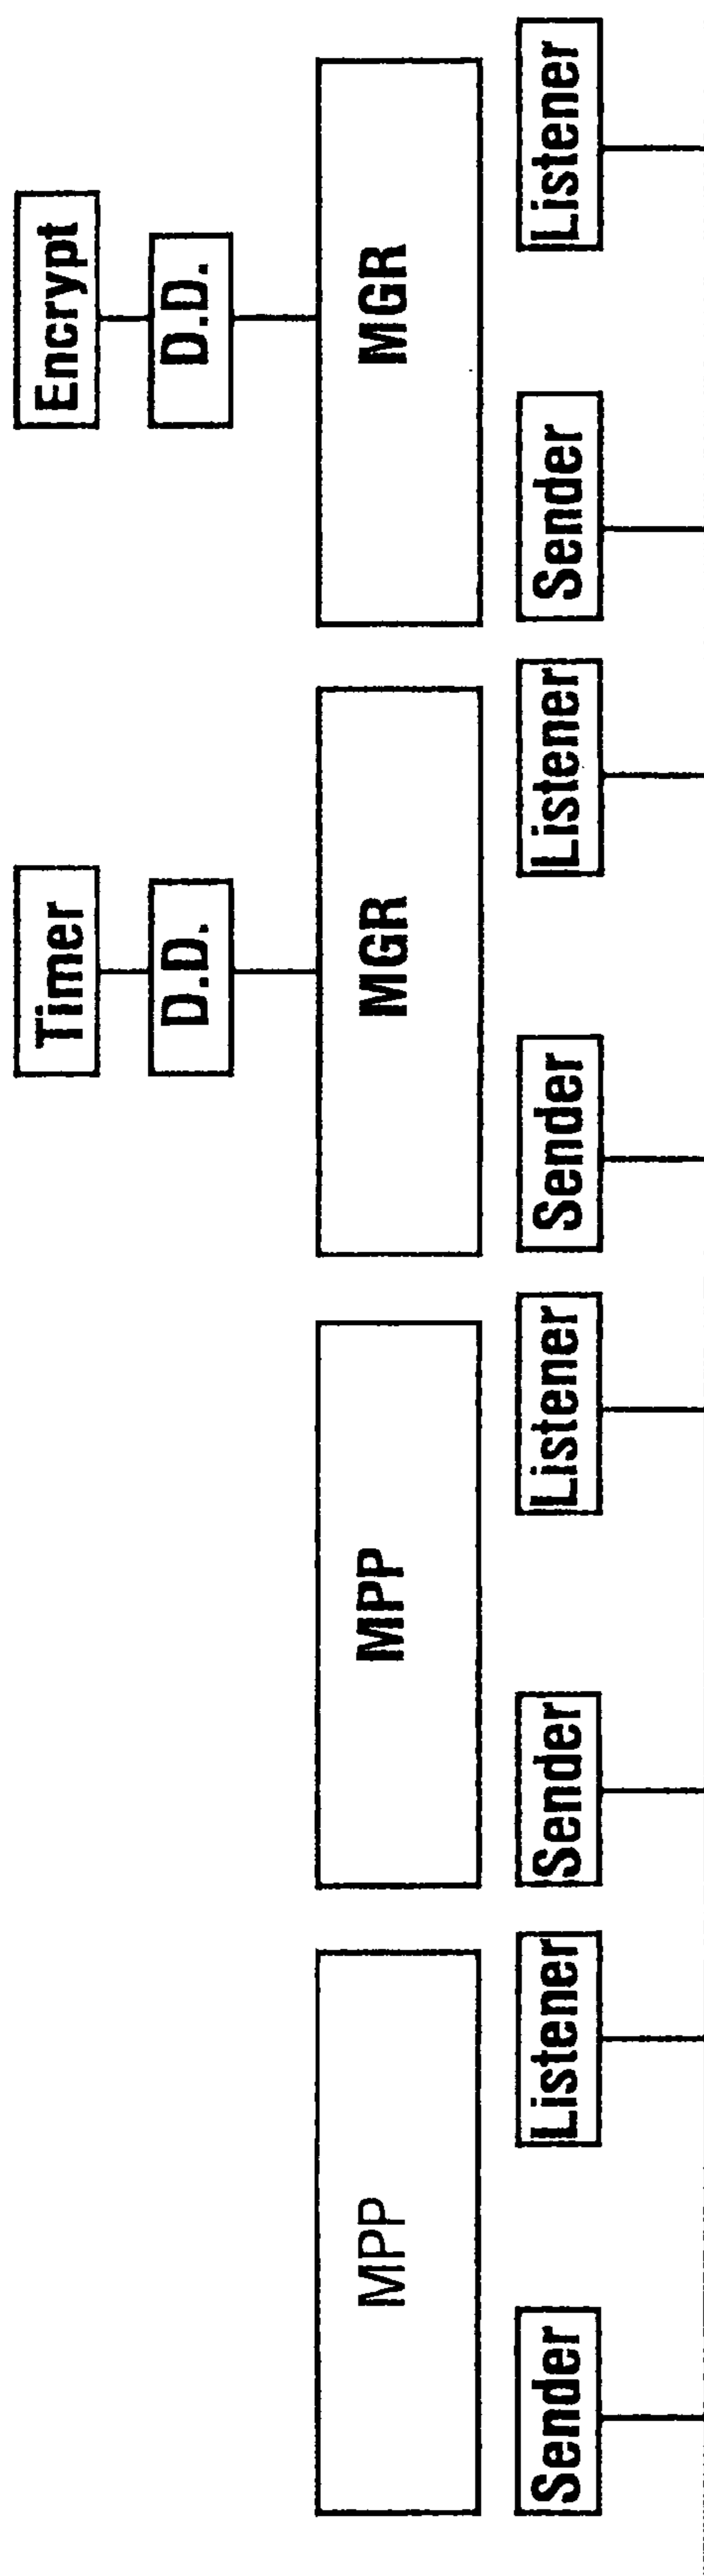 Timer
Encrypt
D.D.
D.D.
MPP
MPP
MGR
MGR
Sender
Listener
Sender
Listener
Sender
Listener
Sender
Listener